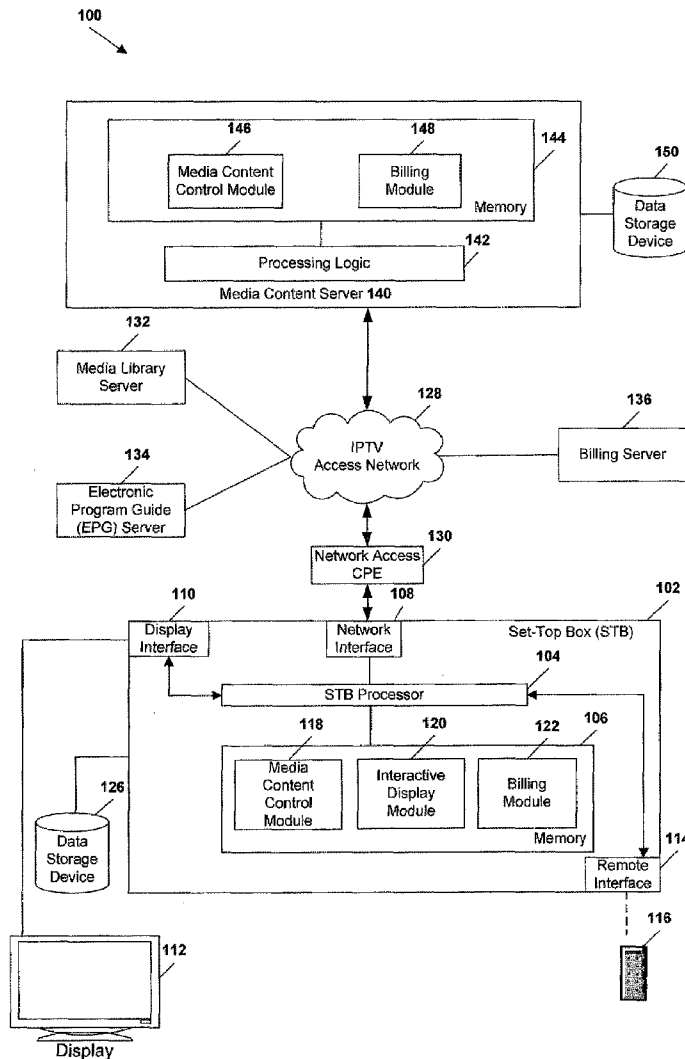 100
146
148
144
150
Media Content
Control Module
Billing
Module
Memory
Data
Storage
Device
142
Processing Logic
Media Content Server 140
132
Media Library
Server
128
136
IPTV
Access Network
Billing Server
134
Electronic
Program Guide
(EPG) Server
130
Network Access
CPE
110
108
102
Display
Interface
Network
Interface
Set-Top Box (STB)
104
STB Processor
118
120
122
106
Media
Content
Control
Module
Interactive
Display
Module
Billing
Module
Memory
126
Data
Storage
Device
114
Remote
Interface
112
116
Display